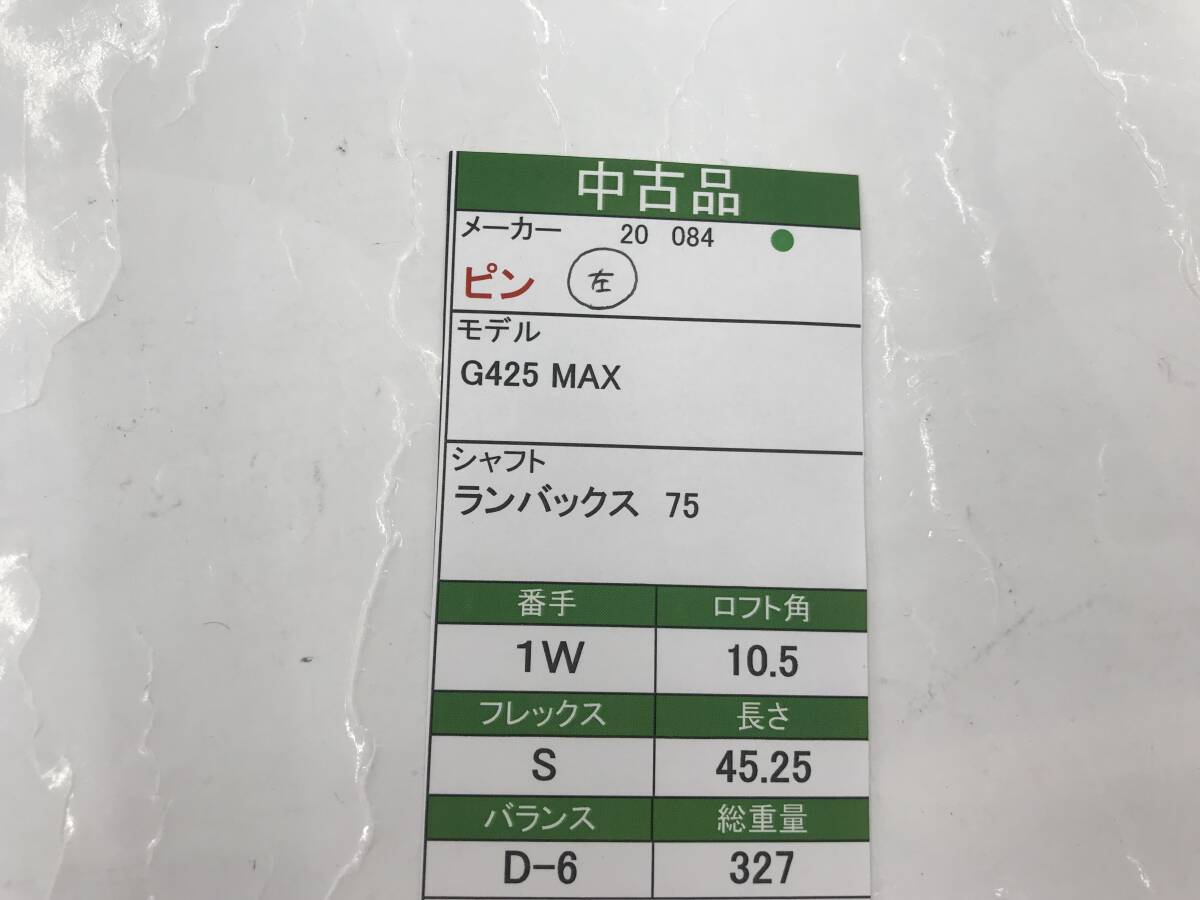 中古品
メーカー 20 084
ピン 左
モデル
G425 MAX
シャフト
ランバックス 75
番手 ロフト角
1W 10.5
フレックス 長さ
S 45.25
バランス 総重量
D-6 327